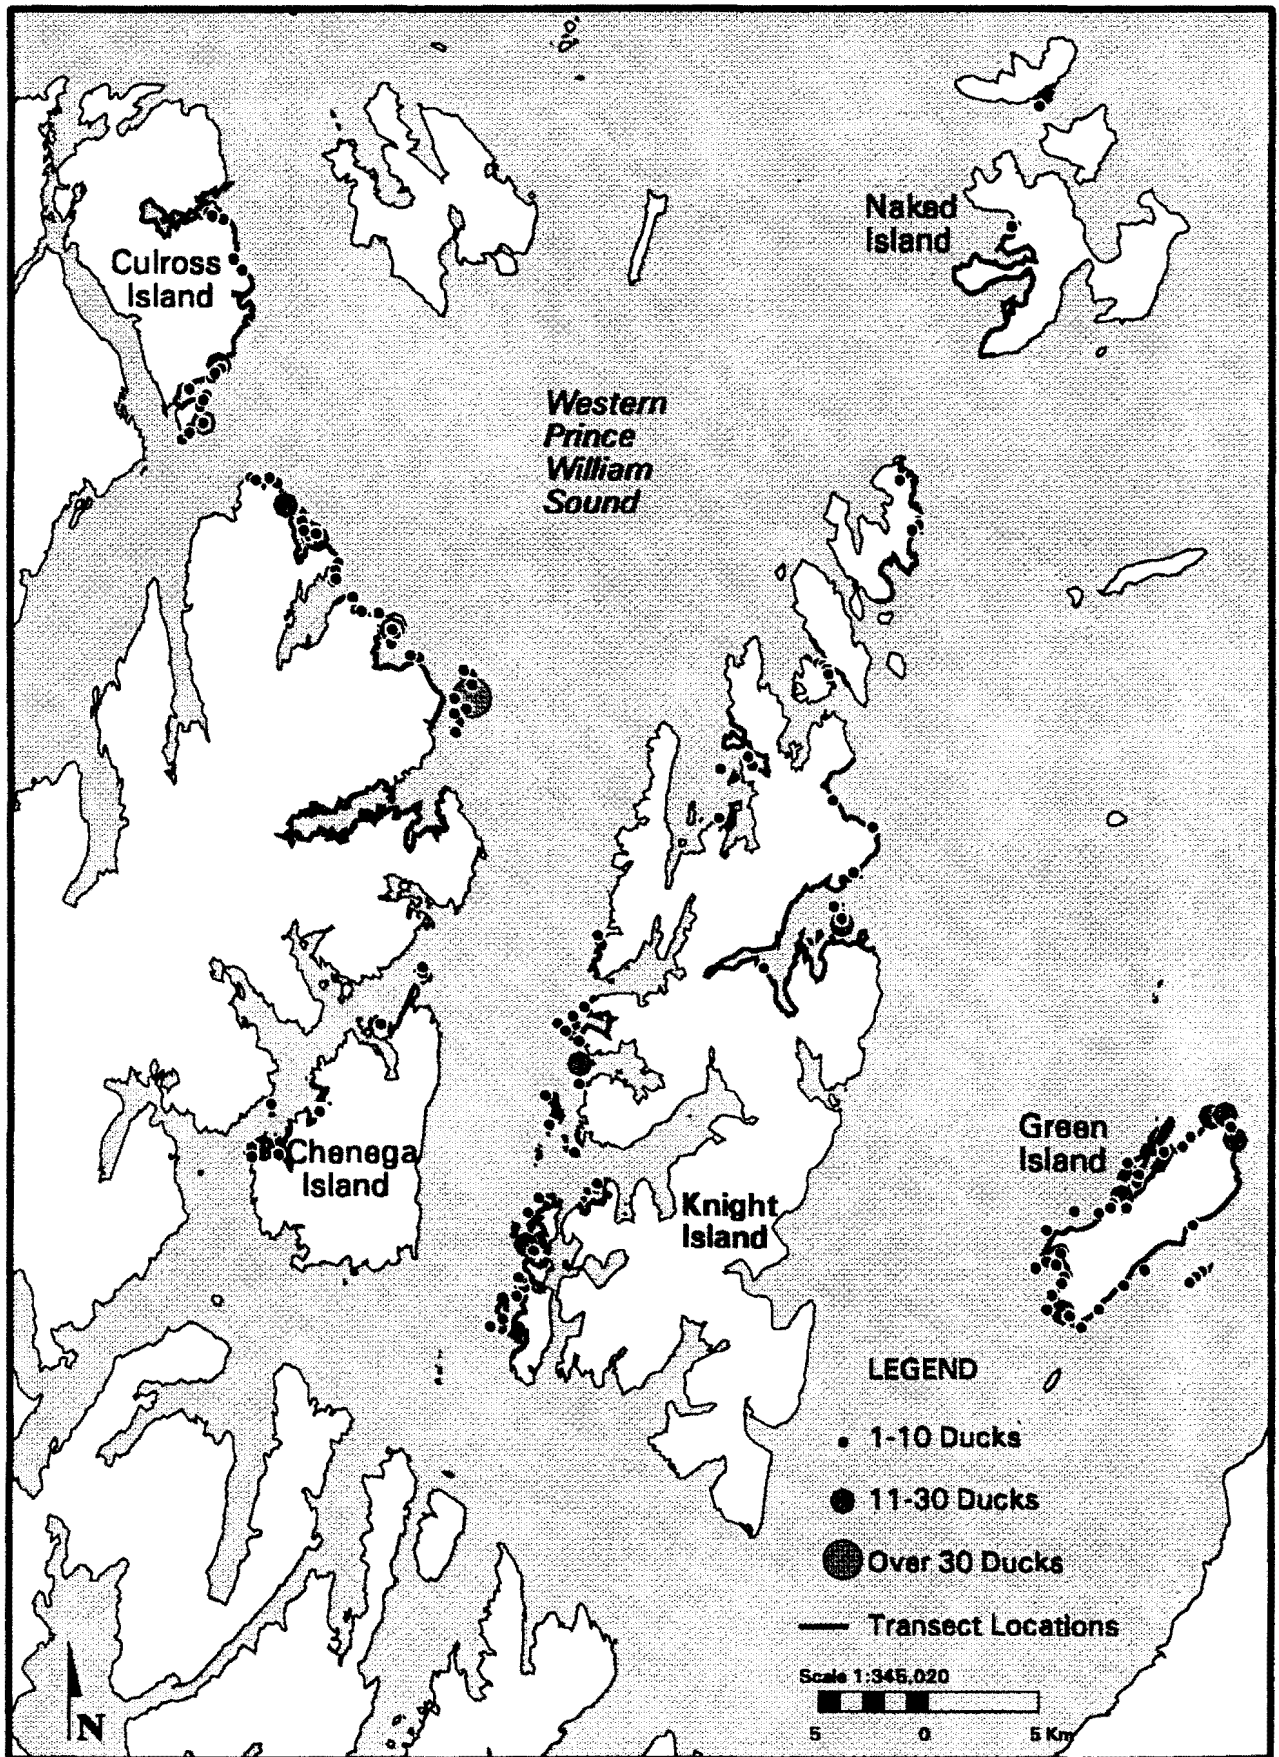 Naked
Island
Culross
Island
Western
Prince
William
Sound
Green
Island
Chenega
Island
Knight
Island
LEGEND
1-10 Ducks
11-30 Ducks
Over 30 Ducks
Transect Locations
Scale 1:345,020
5 0 5 Km
N